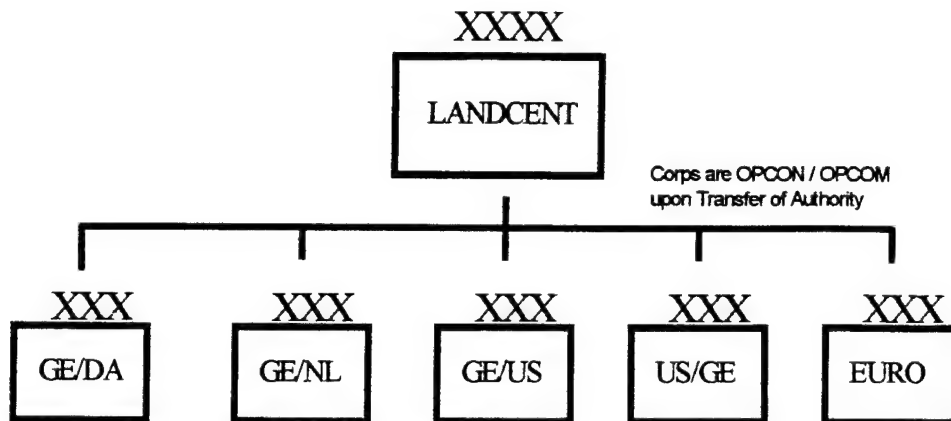 XXXX
LANDCENT
Corps are OPCON / OPCOM
upon Transfer of Authority
XXX XXX XXX XXX XXX
GE/DA GE/NL GE/US US/GE EURO